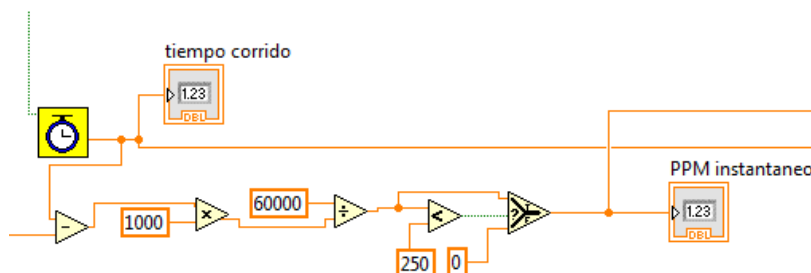 tiempo corrido
1.23
DBL
PPM instantaneo
1.23
DBL
60000
1000
250
0